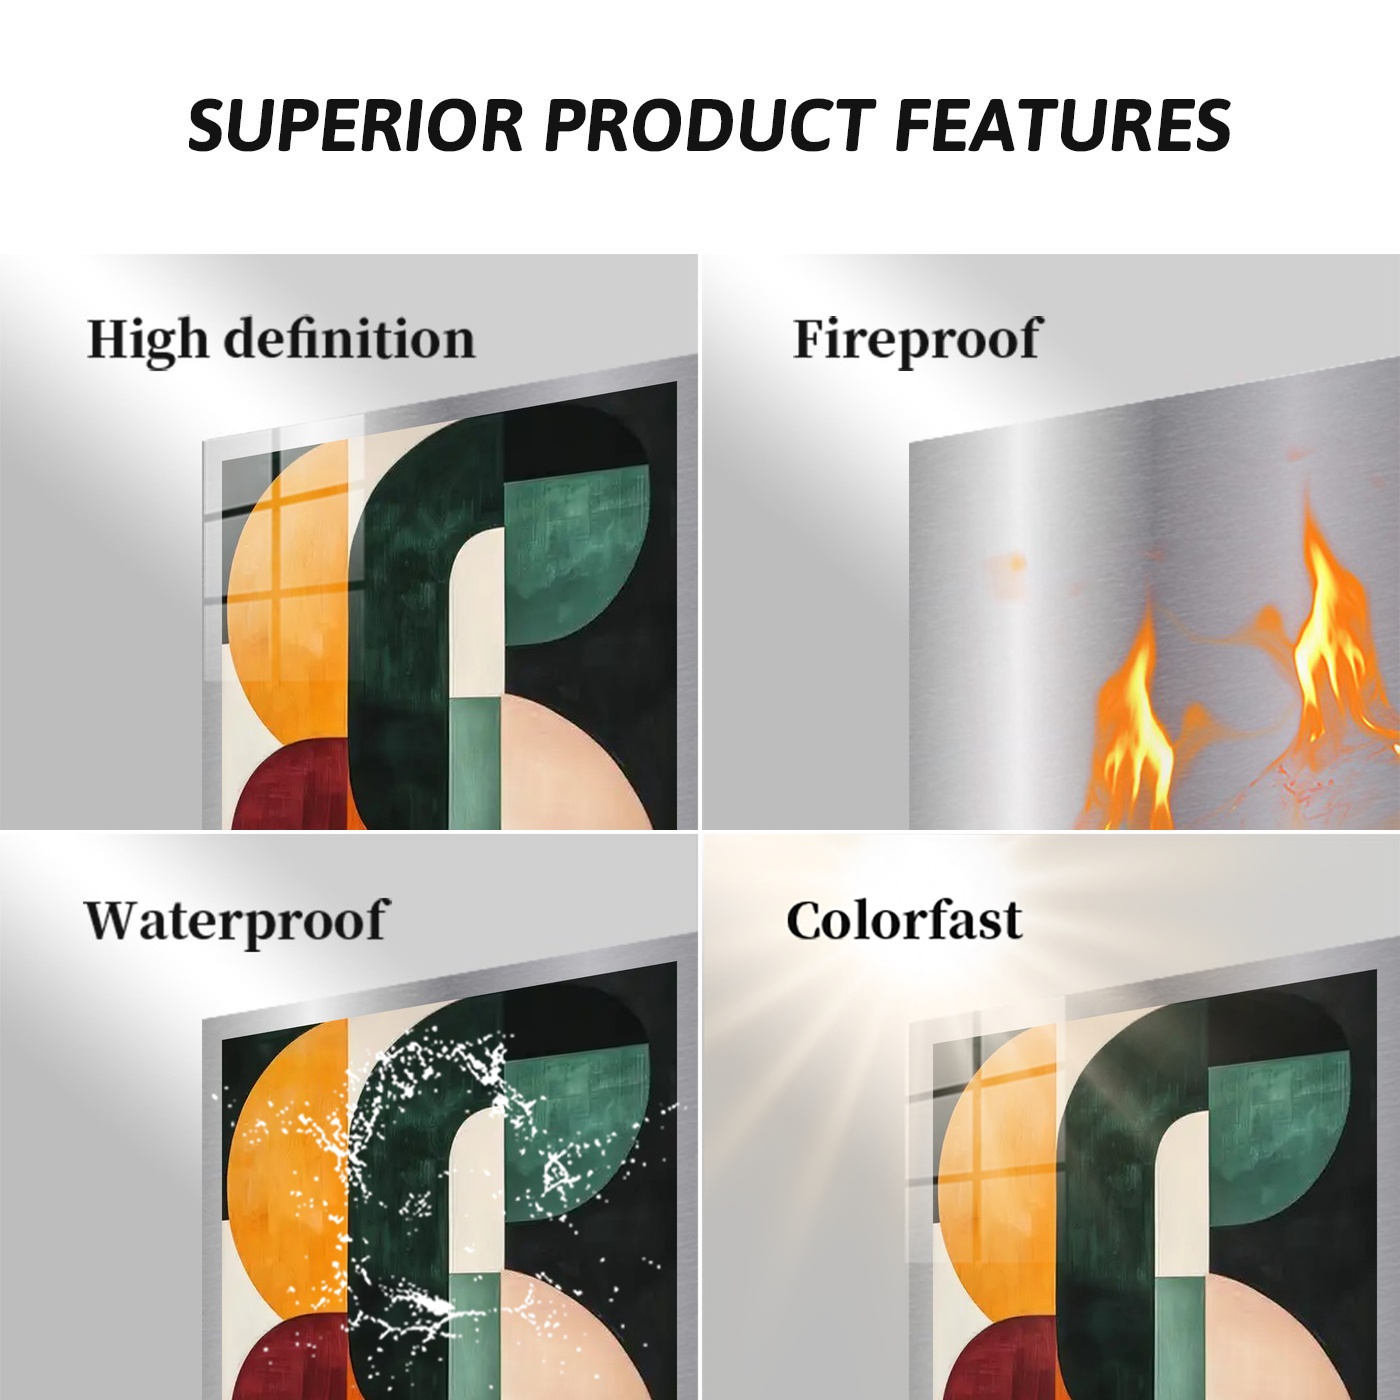 SUPERIOR PRODUCT FEATURES
High definition
Fireproof
Waterproof
Colorfast